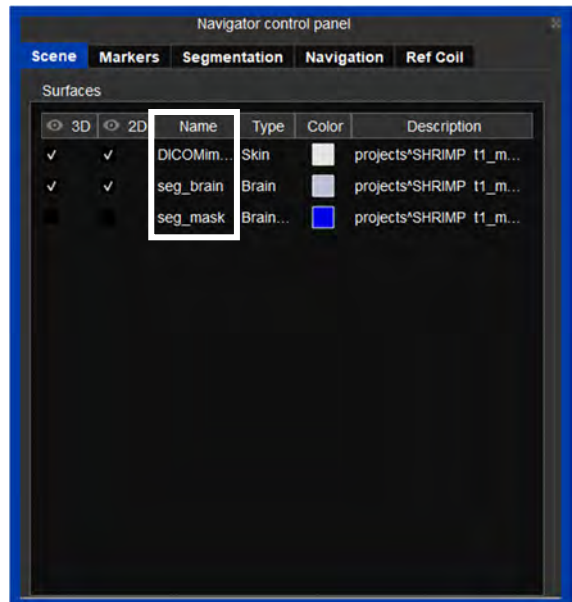 Navigator control panel
Scene Markers Segmentation Navigation Ref Coil
Surfaces
3D 2D Name Type Color Description
DICOMim... Skin projects^SHRIMP t1_m...
seg_brain Brain projects^SHRIMP t1_m...
seg_mask Brain... projects^SHRIMP t1_m...